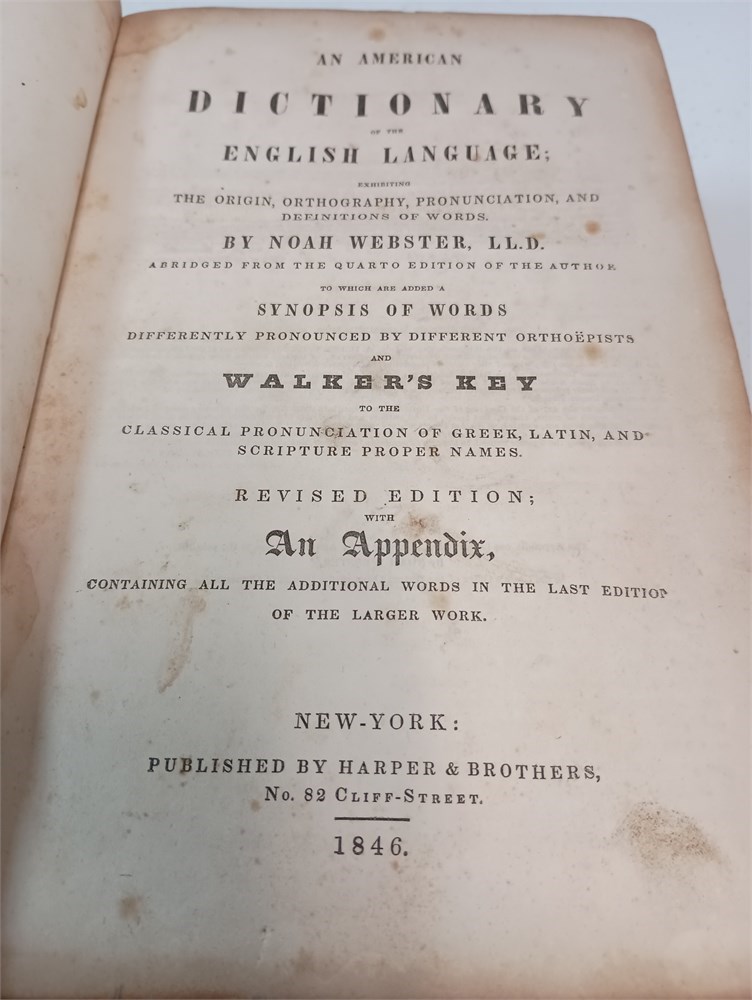 AN AMERICAN
DICTIONARY
OF THE
ENGLISH LANGUAGE;
EXHIBITING
THE ORIGIN, ORTHOGRAPHY, PRONUNCIATION, AND
DEFINITIONS OF WORDS.
BY NOAH WEBSTER, LL.D.
ABRIDGED FROM THE QUARTO EDITION OF THE AUTHOR
TO WHICH ARE ADDED A
SYNOPSIS OF WORDS
DIFFERENTLY PRONOUNCED BY DIFFERENT ORTHOËPISTS
AND
WALKER'S KEY
TO THE
CLASSICAL PRONUNCIATION OF GREEK, LATIN, AND
SCRIPTURE PROPER NAMES.
REVISED EDITION;
WITH
An Appendix,
CONTAINING ALL THE ADDITIONAL WORDS IN THE LAST EDITION
OF THE LARGER WORK.
NEW-YORK:
PUBLISHED BY HARPER & BROTHERS,
No. 82 CLIFF-STREET.
1846.